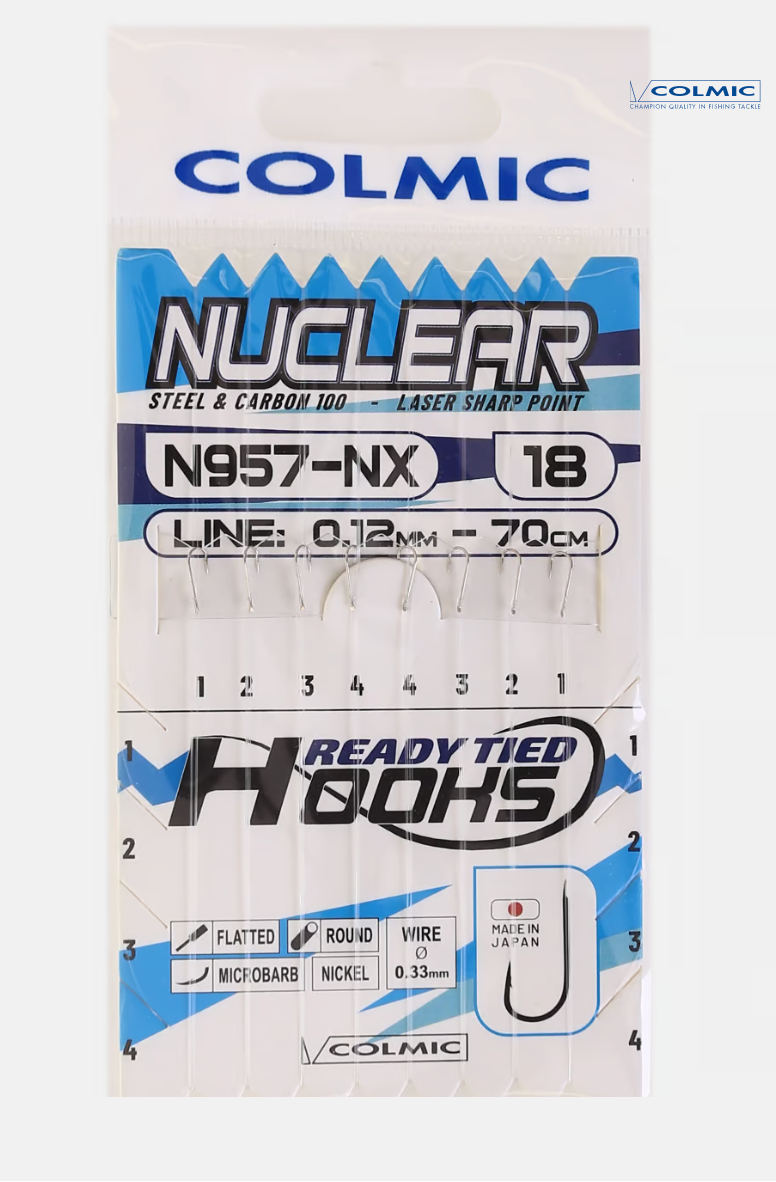 COLMIC
CHAMPION QUALITY IN FISHING TACKLE
COLMIC
NUCLEAR
STEEL & CARBON 100 - LASER SHARP POINT
N957-NX 18
LINE: 0.12MM - 70CM
1 2 3 4 4 3 2 1
READY TIED
HOOKS
1 1
2 2
3 3
4 4
FLATTED ROUND
MICROBARB NICKEL
WIRE
Ø
0.33mm
MADE IN
JAPAN
COLMIC